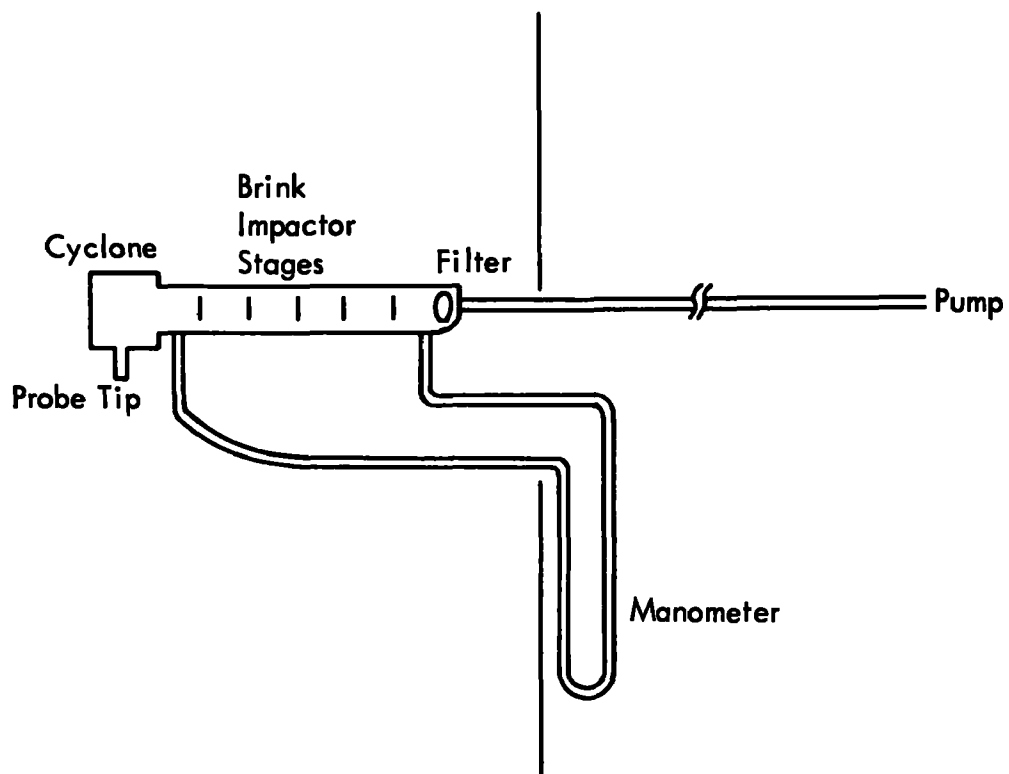 Brink
Impactor
Stages
Cyclone
Filter
Pump
Probe Tip
Manometer